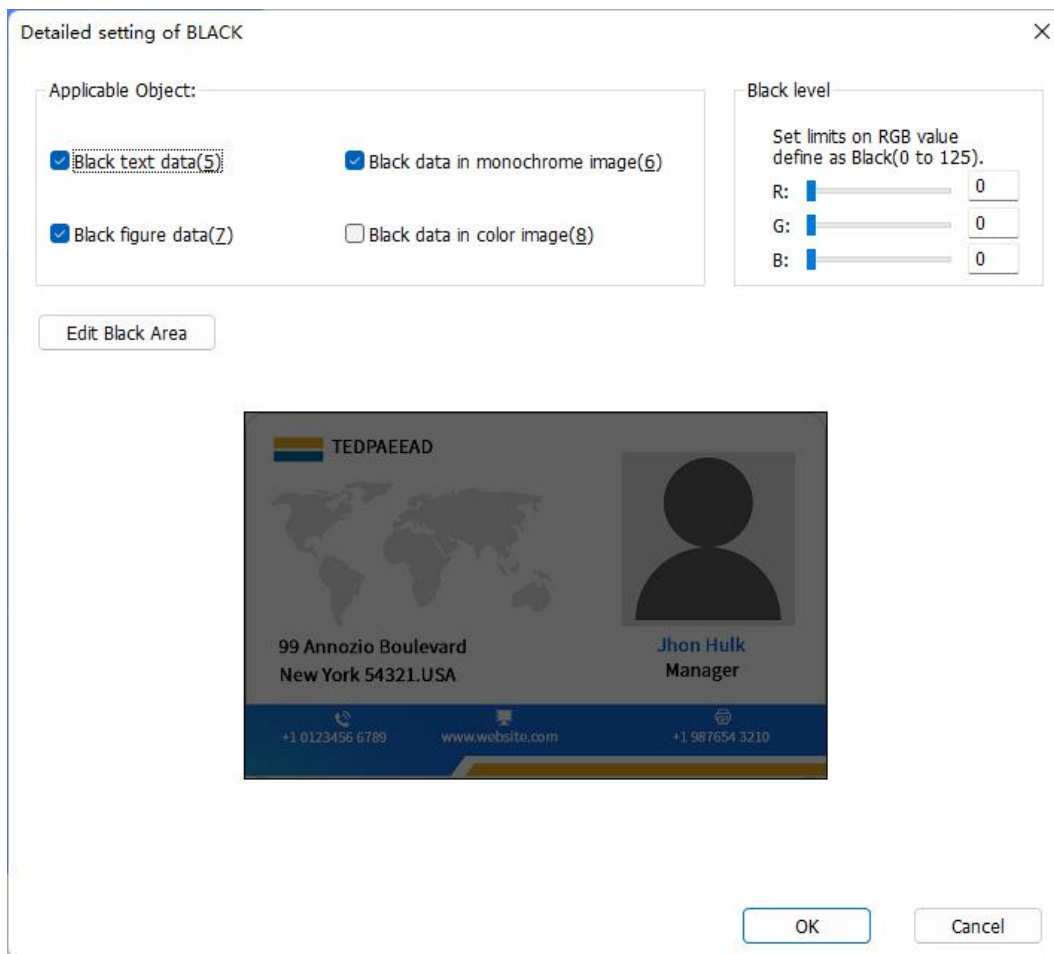 Detailed setting of BLACK
Applicable Object:
Black text data(5)
Black data in monochrome image(6)
Black figure data(7)
Black data in color image(8)
Black level
Set limits on RGB value
define as Black(0 to 125).
R: 0
G: 0
B: 0
Edit Black Area
TEDPAEEAD
99 Annozio Boulevard
New York 54321.USA
Jhon Hulk
Manager
+1 0123456 6789
www.website.com
+1 987654 3210
OK
Cancel